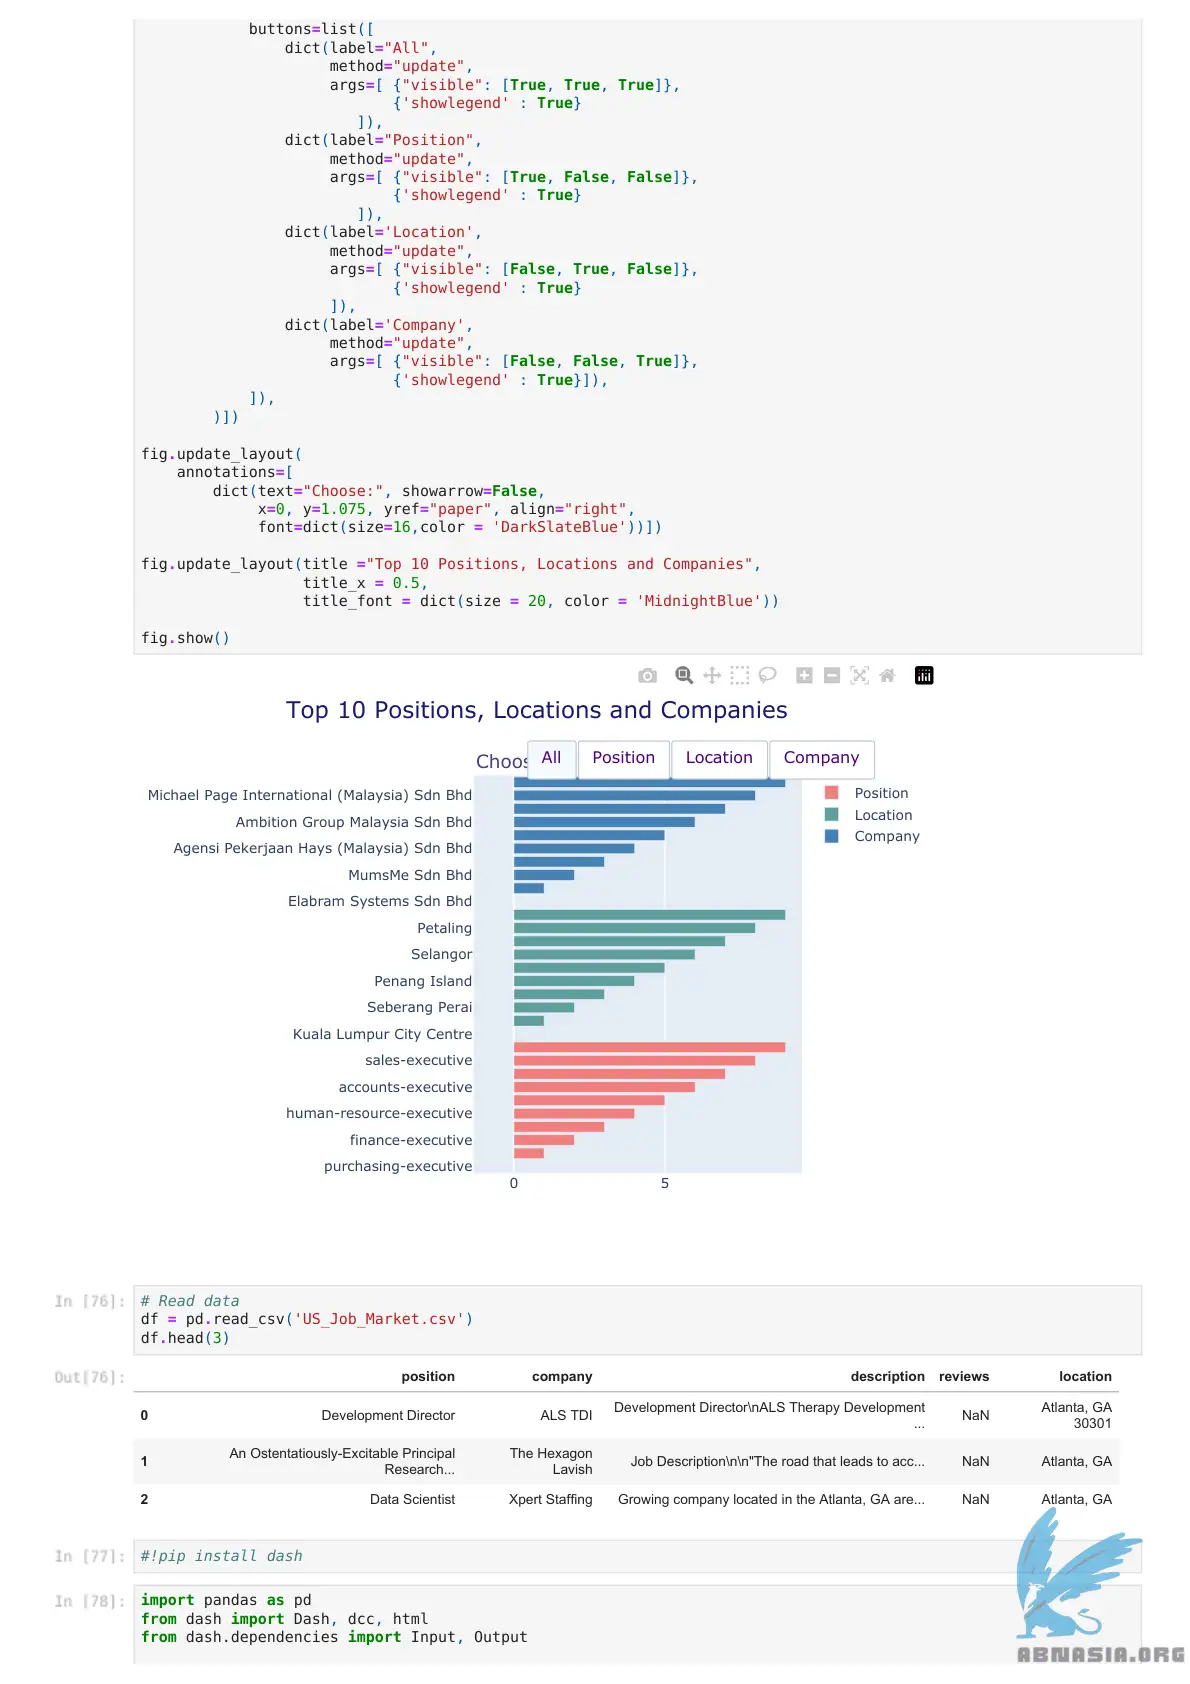 buttons=list([
                dict(label="All",
                     method="update",
                     args=[ {"visible": [True, True, True]},
                            {'showlegend' : True}
                        ]),
                dict(label="Position",
                     method="update",
                     args=[ {"visible": [True, False, False]},
                            {'showlegend' : True}
                        ]),
                dict(label='Location',
                     method="update",
                     args=[ {"visible": [False, True, False]},
                            {'showlegend' : True}
                     ]),
                dict(label='Company',
                     method="update",
                     args=[ {"visible": [False, False, True]},
                            {'showlegend' : True}]),
            ]),
        )])
fig.update_layout(
    annotations=[
        dict(text="Choose:", showarrow=False,
             x=0, y=1.075, yref="paper", align="right",
             font=dict(size=16,color = 'DarkSlateBlue'))])
fig.update_layout(title ="Top 10 Positions, Locations and Companies",
                  title_x = 0.5,
                  title_font = dict(size = 20, color = 'MidnightBlue'))
fig.show()
Top 10 Positions, Locations and Companies
Choos All Position Location Company
Michael Page International (Malaysia) Sdn Bhd
Ambition Group Malaysia Sdn Bhd
Agensi Pekerjaan Hays (Malaysia) Sdn Bhd
MumsMe Sdn Bhd
Elabram Systems Sdn Bhd
Petaling
Selangor
Penang Island
Seberang Perai
Kuala Lumpur City Centre
sales-executive
accounts-executive
human-resource-executive
finance-executive
purchasing-executive
0 5
Position
Location
Company
In [76]:
# Read data
df = pd.read_csv('US_Job_Market.csv')
df.head(3)
Out[76]:
position company description reviews location
0 Development Director ALS TDI Development Director\nALS Therapy Development ... NaN Atlanta, GA 30301
1 An Ostentatiously-Excitable Principal Research... The Hexagon Lavish Job Description\n\n"The road that leads to acc... NaN Atlanta, GA
2 Data Scientist Xpert Staffing Growing company located in the Atlanta, GA are... NaN Atlanta, GA
In [77]:
#!pip install dash
In [78]:
import pandas as pd
from dash import Dash, dcc, html
from dash.dependencies import Input, Output
ABNASIA.ORG